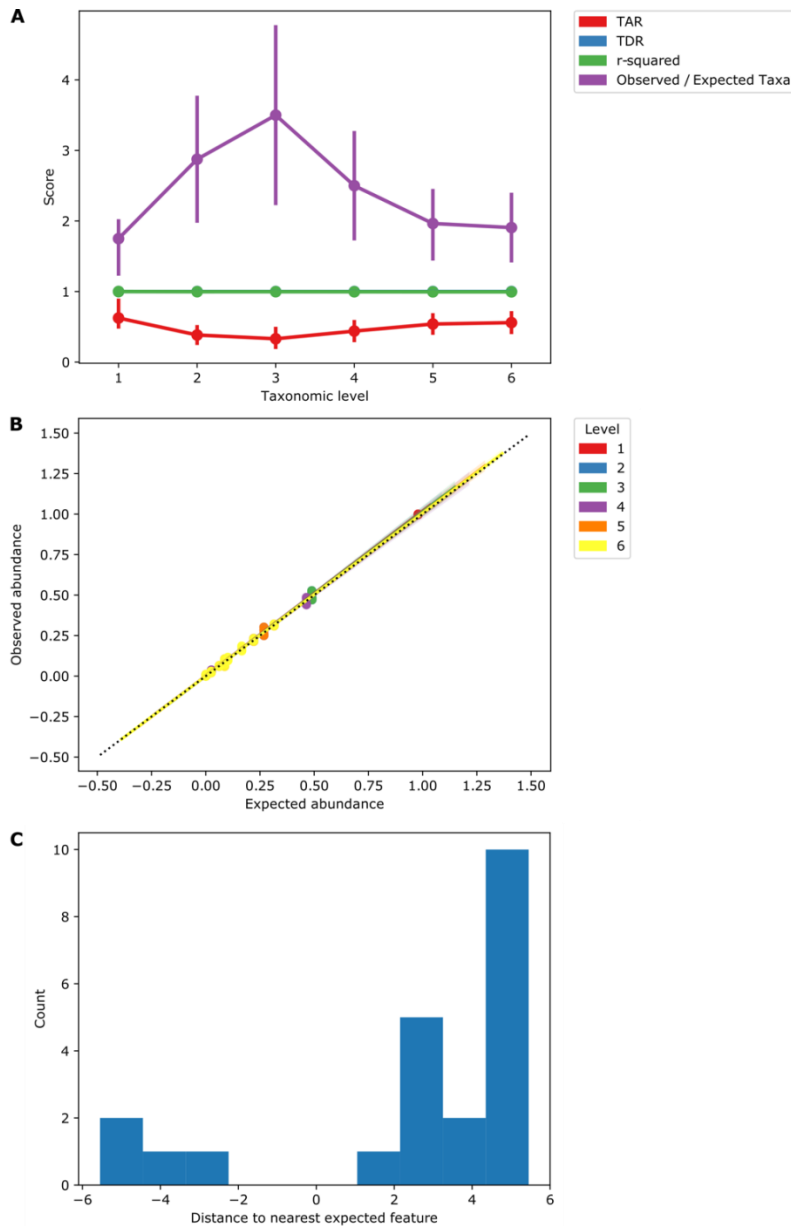 A
TAR
TDR
r-squared
Observed / Expected Taxa
4
3
2
1
0
Score
1 2 3 4 5 6
Taxonomic level
B
Level
1
2
3
4
5
6
1.50
1.25
1.00
0.75
0.50
0.25
0.00
−0.25
−0.50
Observed abundance
−0.50 −0.25 0.00 0.25 0.50 0.75 1.00 1.25 1.50
Expected abundance
C
10
8
6
4
2
0
Count
−6 −4 −2 0 2 4 6
Distance to nearest expected feature